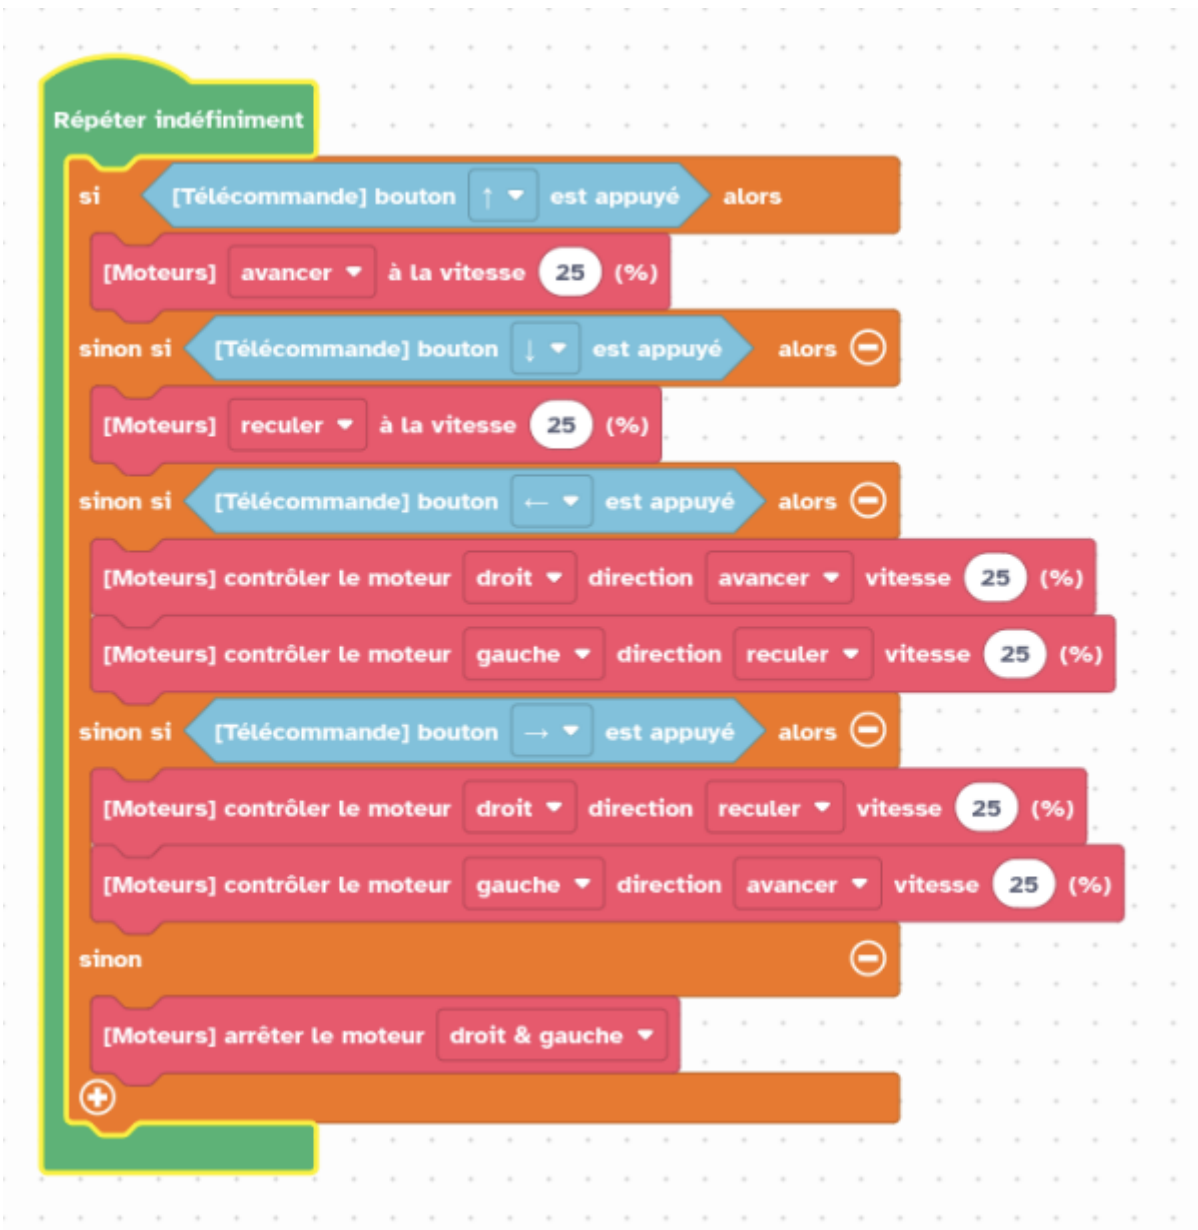 Répéter indéfiniment
si [Télécommande] bouton ↑ est appuyé alors
[Moteurs] avancer à la vitesse 25 (%)
sinon si [Télécommande] bouton ↓ est appuyé alors
[Moteurs] reculer à la vitesse 25 (%)
sinon si [Télécommande] bouton ← est appuyé alors
[Moteurs] contrôler le moteur droit direction avancer vitesse 25 (%)
[Moteurs] contrôler le moteur gauche direction reculer vitesse 25 (%)
sinon si [Télécommande] bouton → est appuyé alors
[Moteurs] contrôler le moteur droit direction reculer vitesse 25 (%)
[Moteurs] contrôler le moteur gauche direction avancer vitesse 25 (%)
sinon
[Moteurs] arrêter le moteur droit & gauche